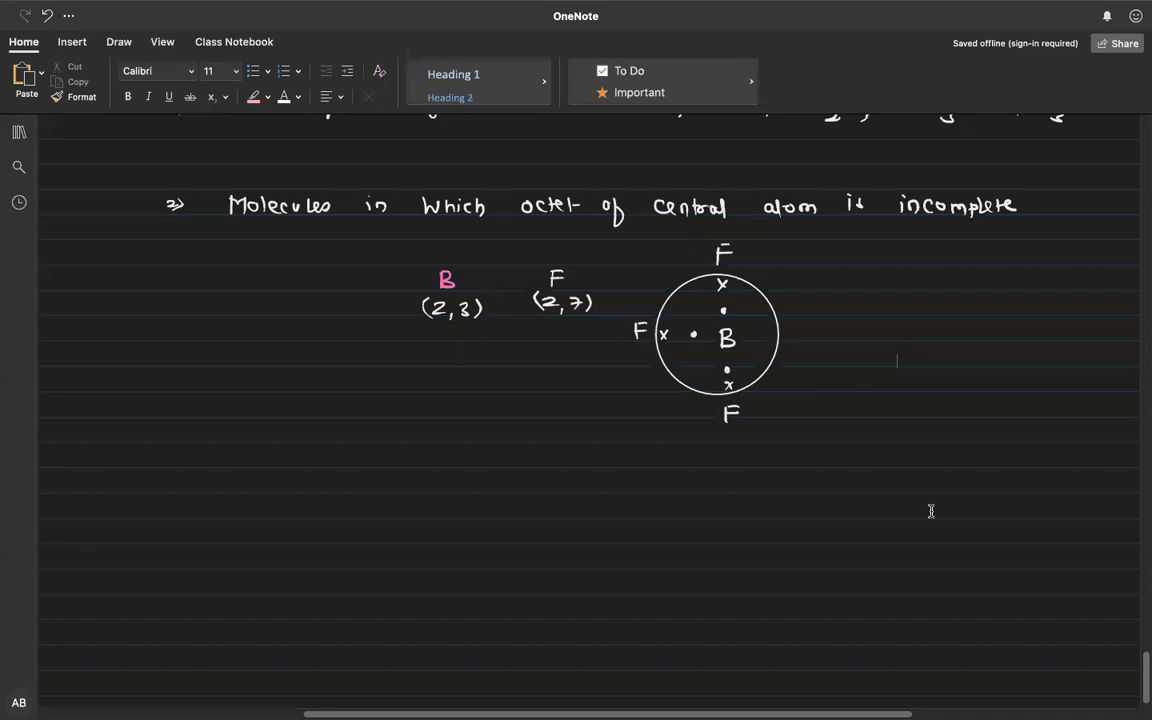 OneNote
Home Insert Draw View Class Notebook
Saved offline (sign-in required) Share
Paste Cut Copy Format
Calibri 11
B I U ab x₂ A
Heading 1
Heading 2
To Do
Important
⇒ Molecules in which octet of central atom is incomplete
F
B F
(2,3) (2,7)
x
F x • B
x
F
AB